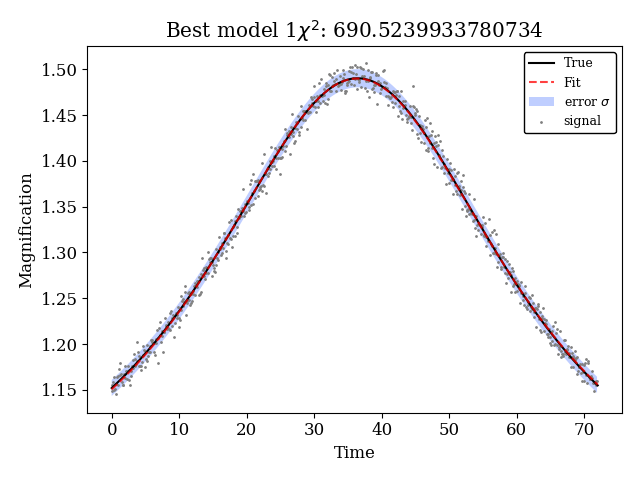 Best model 1χ²: 690.5239933780734
True
Fit
error σ
signal
Magnification
1.50
1.45
1.40
1.35
1.30
1.25
1.20
1.15
0 10 20 30 40 50 60 70
Time